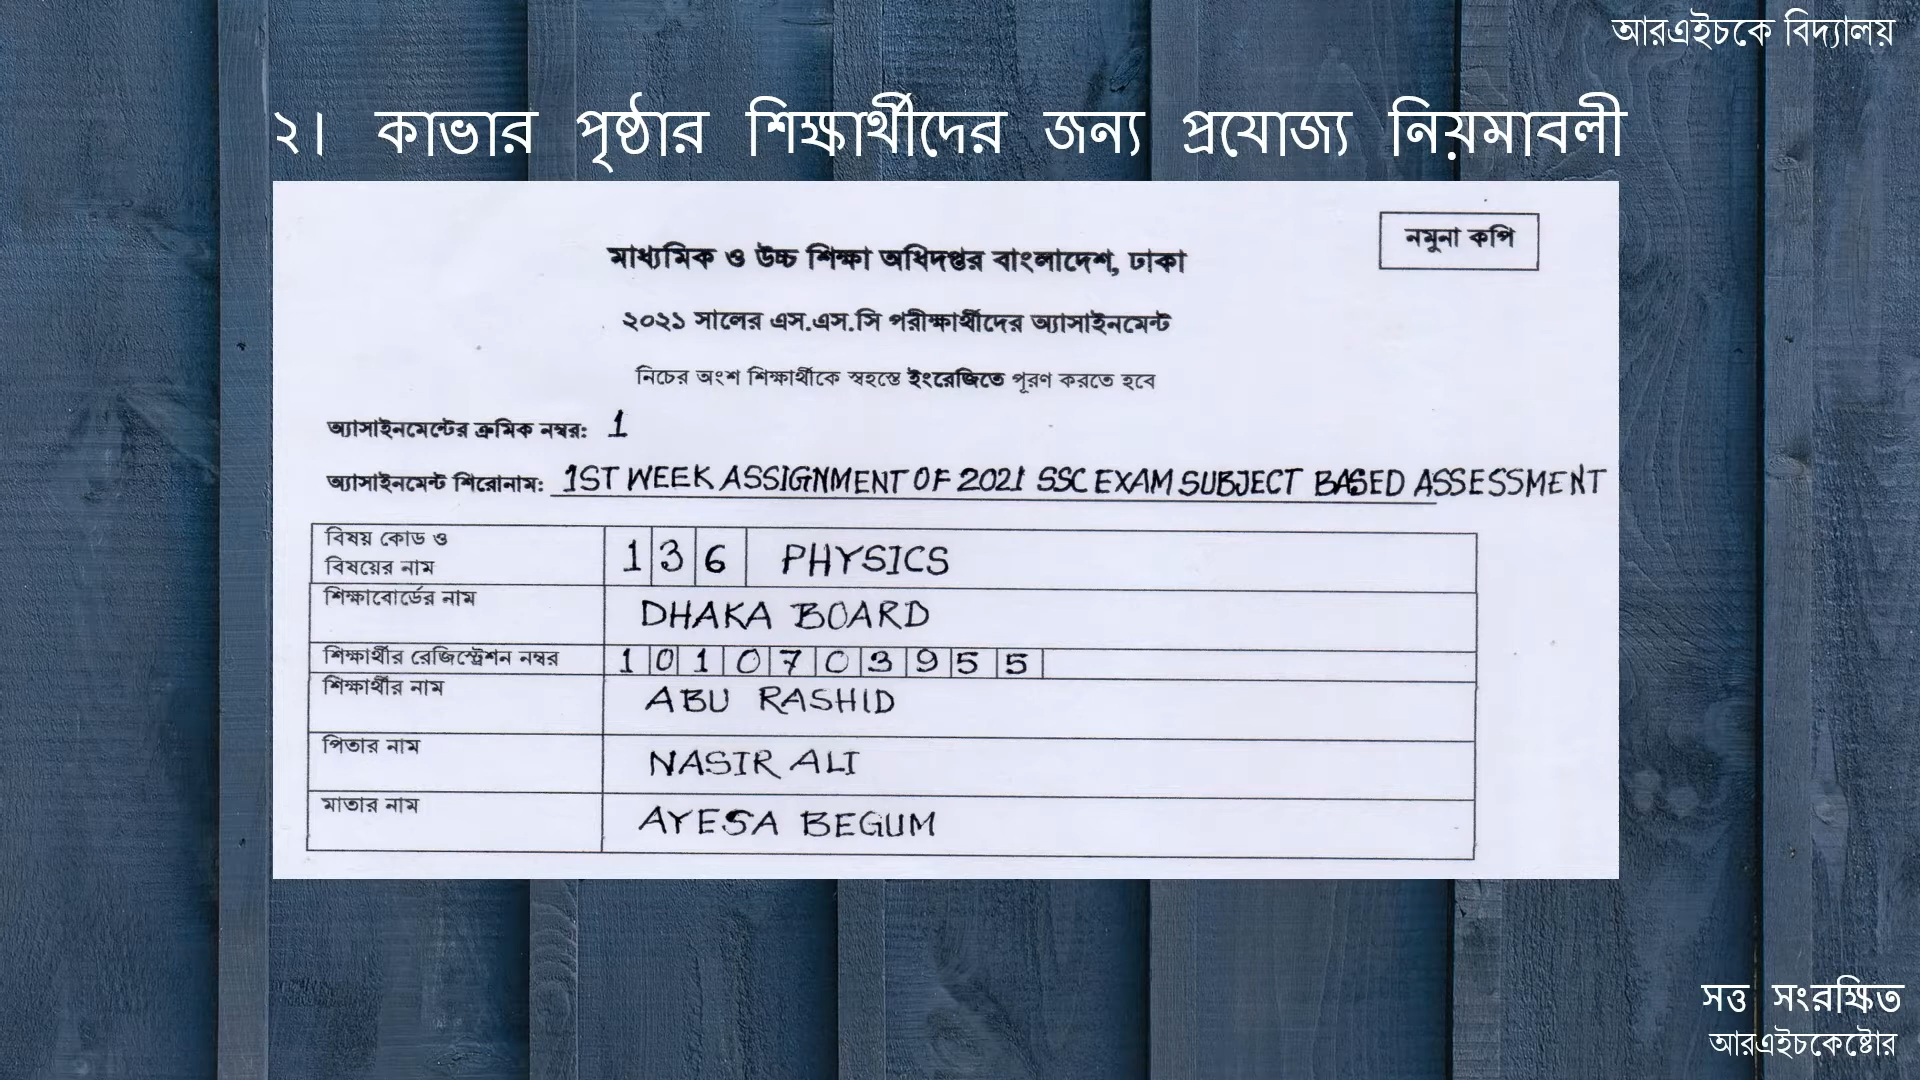 আরএইচকে বিদ্যালয়
২। কাভার পৃষ্ঠার শিক্ষার্থীদের জন্য প্রযোজ্য নিয়মাবলী
নমুনা কপি
মাধ্যমিক ও উচ্চ শিক্ষা অধিদপ্তর বাংলাদেশ, ঢাকা
২০২১ সালের এস.এস.সি পরীক্ষার্থীদের অ্যাসাইনমেন্ট
নিচের অংশ শিক্ষার্থীকে স্বহস্তে ইংরেজিতে পূরণ করতে হবে
অ্যাসাইনমেন্টের ক্রমিক নম্বর: 1
অ্যাসাইনমেন্ট শিরোনাম: 1ST WEEK ASSIGNMENT OF 2021 SSC EXAM SUBJECT BASED ASSESSMENT
বিষয় কোড ও
বিষয়ের নাম 1 3 6 PHYSICS
শিক্ষাবোর্ডের নাম DHAKA BOARD
শিক্ষার্থীর রেজিস্ট্রেশন নম্বর 1 0 1 0 7 0 3 9 5 5
শিক্ষার্থীর নাম ABU RASHID
পিতার নাম NASIR ALI
মাতার নাম AYESA BEGUM
সত্ত সংরক্ষিত
আরএইচকেষ্টোর